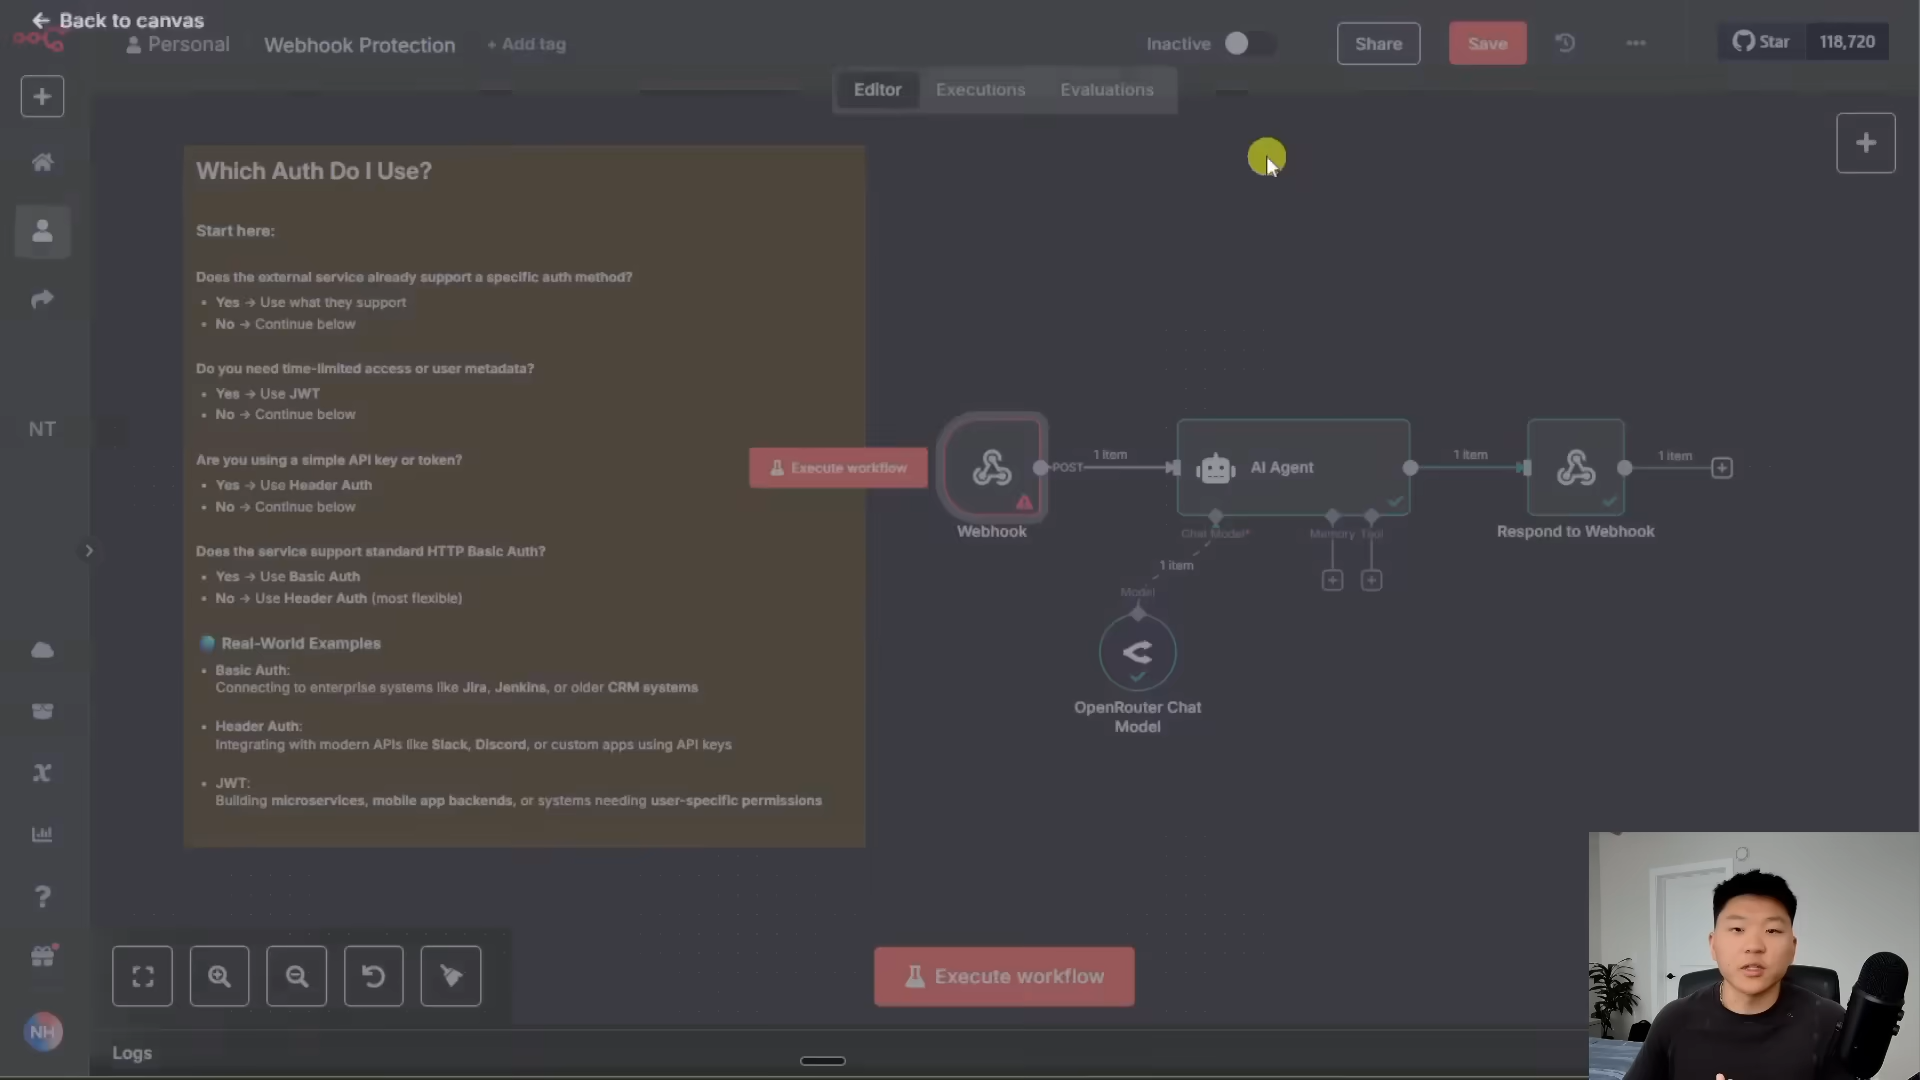 Back to canvas
Personal
Webhook Protection
+ Add tag
Inactive
Share
Save
Star
118,720
Editor
Executions
Evaluations
Which Auth Do I Use?
Start here:
Does the external service already support a specific auth method?
• Yes → Use what they support
• No → Continue below
Do you need time-limited access or user metadata?
• Yes → Use JWT
• No → Continue below
Are you using a simple API key or token?
• Yes → Use Header Auth
• No → Continue below
Does the service support standard HTTP Basic Auth?
• Yes → Use Basic Auth
• No → Use Header Auth (most flexible)
Real-World Examples
• Basic Auth:
Connecting to enterprise systems like Jira, Jenkins, or older CRM systems
• Header Auth:
Integrating with modern APIs like Slack, Discord, or custom apps using API keys
• JWT:
Building microservices, mobile app backends, or systems needing user-specific permissions
NT
Execute workflow
POST
1 item
AI Agent
1 item
1 item
Webhook
Respond to Webhook
Chat Model*
Memory
Tool
1 item
Model
OpenRouter Chat
Model
Execute workflow
NH
Logs